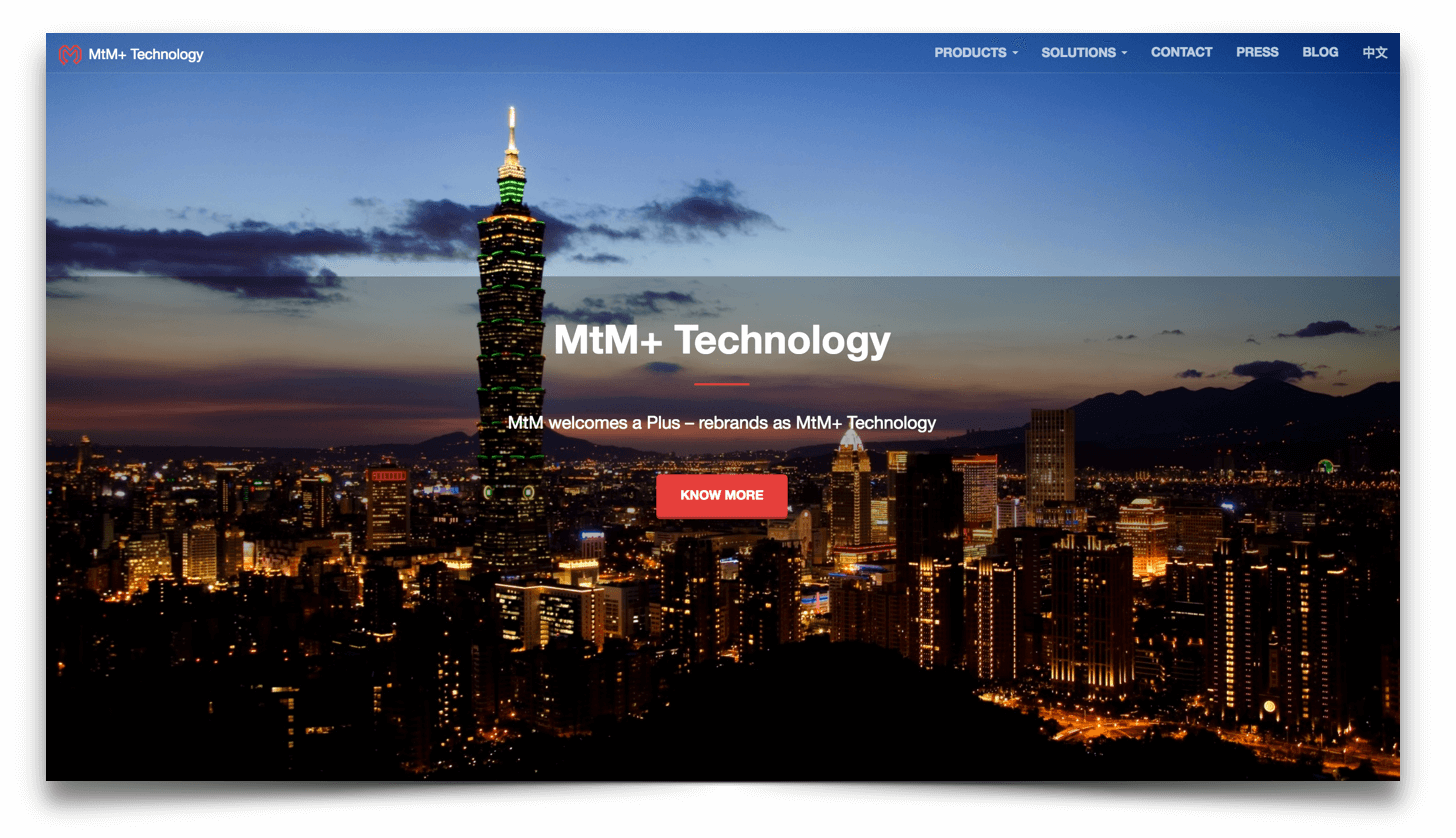 MtM+ Technology
PRODUCTS
SOLUTIONS
CONTACT
PRESS
BLOG
中文
MtM+ Technology
MtM welcomes a Plus – rebrands as MtM+ Technology
KNOW MORE